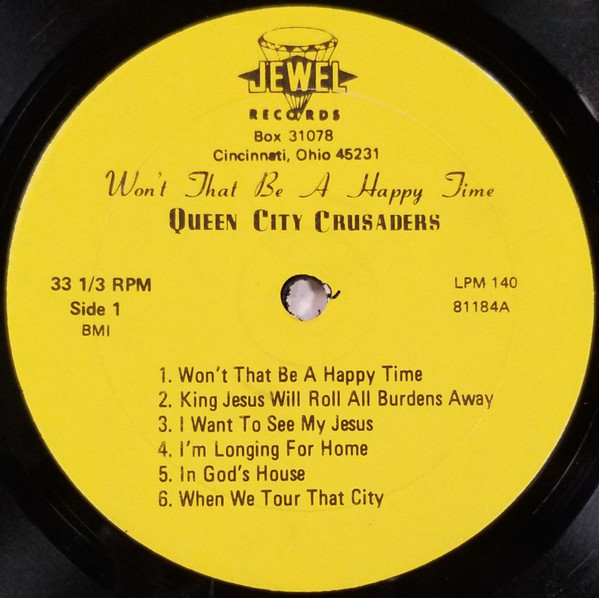 JEWEL
RECORDS
Box 31078
Cincinnati, Ohio 45231
Won't That Be A Happy Time
QUEEN CITY CRUSADERS
33 1/3 RPM
Side 1
BMI
LPM 140
81184A
1. Won't That Be A Happy Time
2. King Jesus Will Roll All Burdens Away
3. I Want To See My Jesus
4. I'm Longing For Home
5. In God's House
6. When We Tour That City